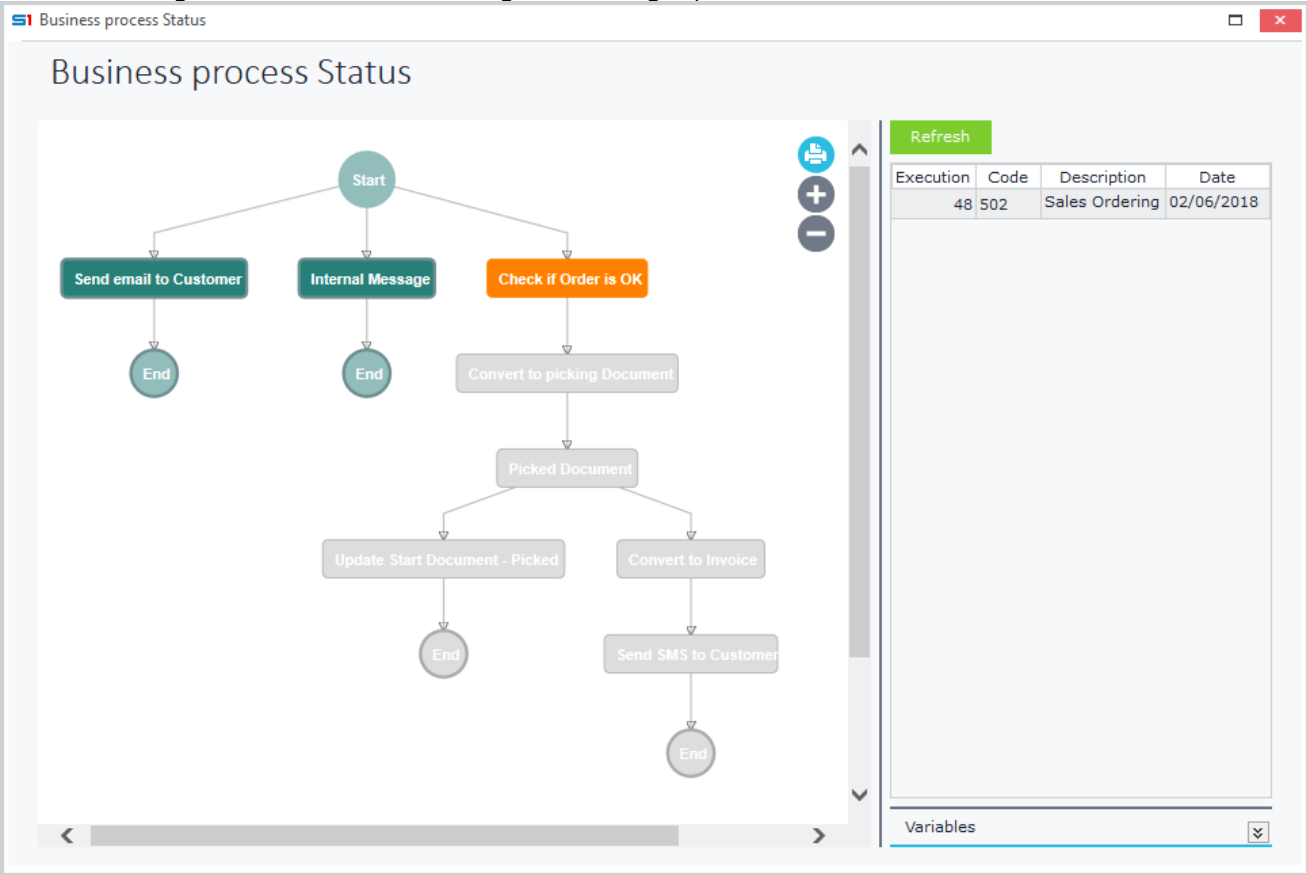 S1 Business process Status
Business process Status
Start
Send email to Customer
Internal Message
Check if Order is OK
End
End
Convert to picking Document
Picked Document
Update Start Document - Picked
Convert to Invoice
End
Send SMS to Customer
End
Refresh
Execution Code Description Date
48 502 Sales Ordering 02/06/2018
Variables